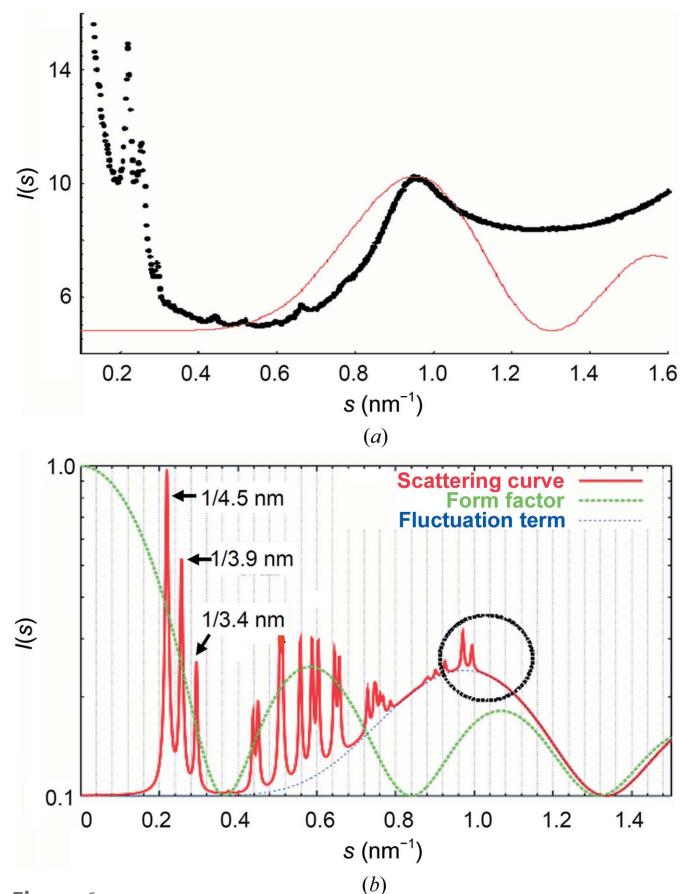 14
10
6
I(s)
0.2 0.4 0.6 0.8 1.0 1.2 1.4 1.6
s (nm⁻¹)
(a)
1.0
Scattering curve
Form factor
Fluctuation term
1/4.5 nm
1/3.9 nm
1/3.4 nm
I(s)
0.1
0 0.2 0.4 0.6 0.8 1.0 1.2 1.4
s (nm⁻¹)
(b)